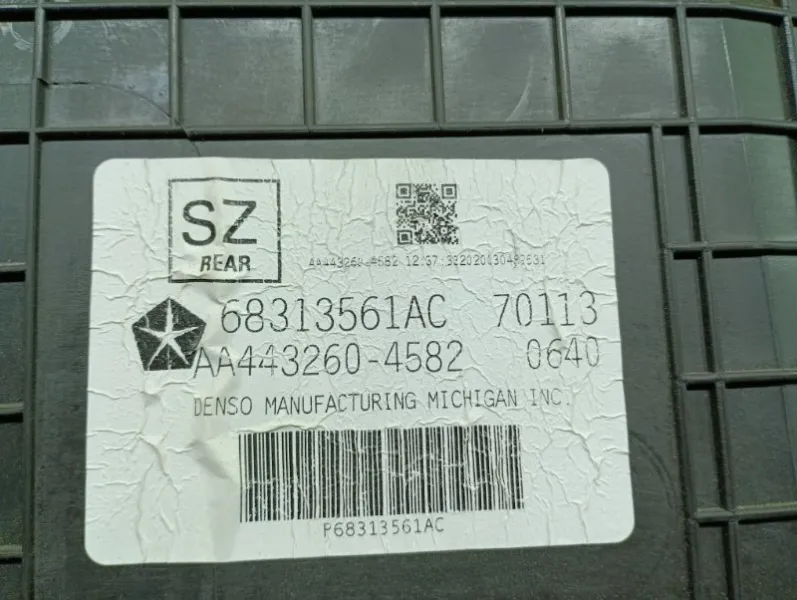 SZ
REAR
68313561AC 70113
AA443260-4582 0640
DENSO MANUFACTURING MICHIGAN INC.
P68313561AC